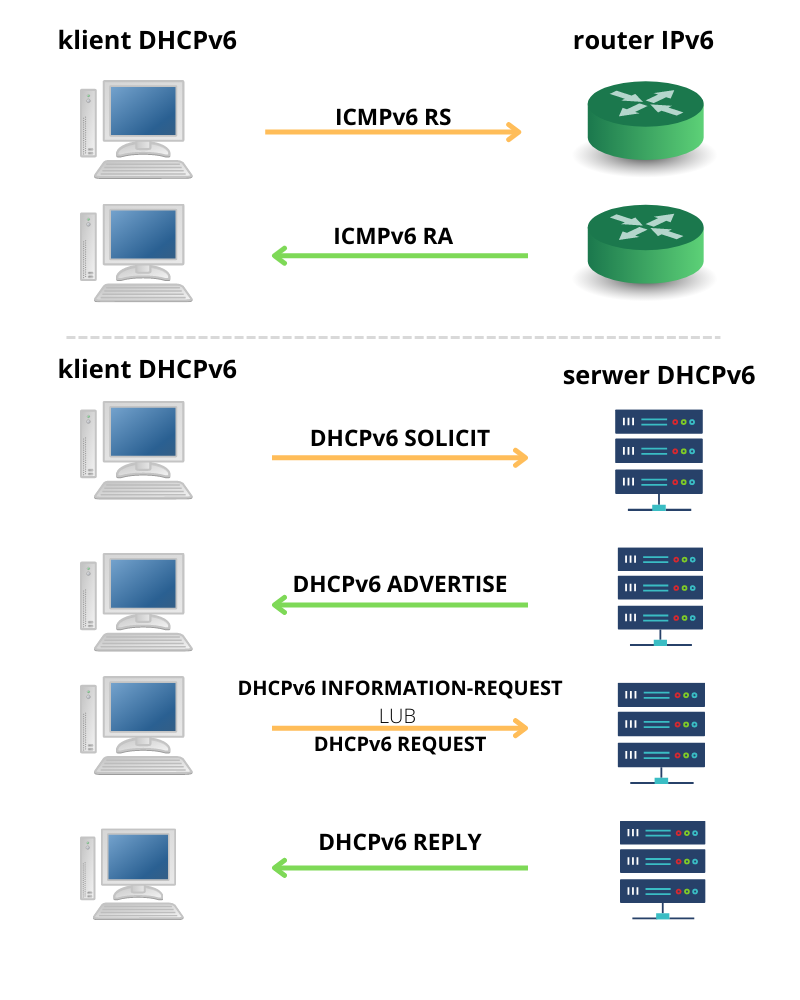 klient DHCPv6
router IPv6
ICMPv6 RS
ICMPv6 RA
klient DHCPv6
serwer DHCPv6
DHCPv6 SOLICIT
DHCPv6 ADVERTISE
DHCPv6 INFORMATION-REQUEST
LUB
DHCPv6 REQUEST
DHCPv6 REPLY